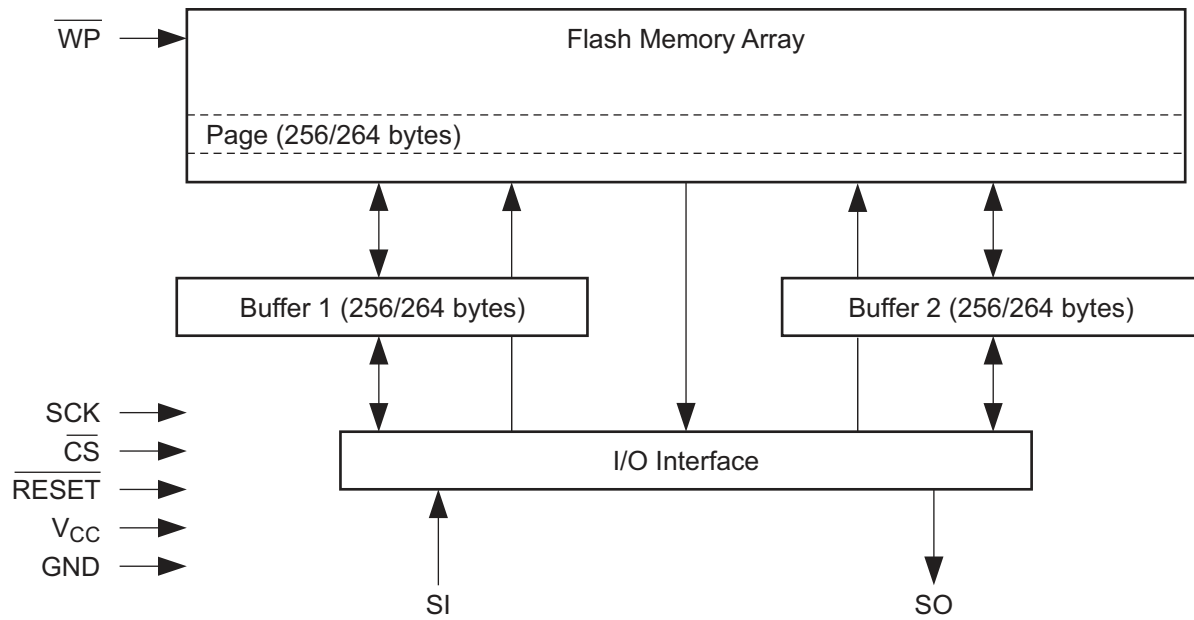 WP
Flash Memory Array
Page (256/264 bytes)
Buffer 1 (256/264 bytes)
Buffer 2 (256/264 bytes)
SCK
CS
RESET
VCC
GND
I/O Interface
SI
SO